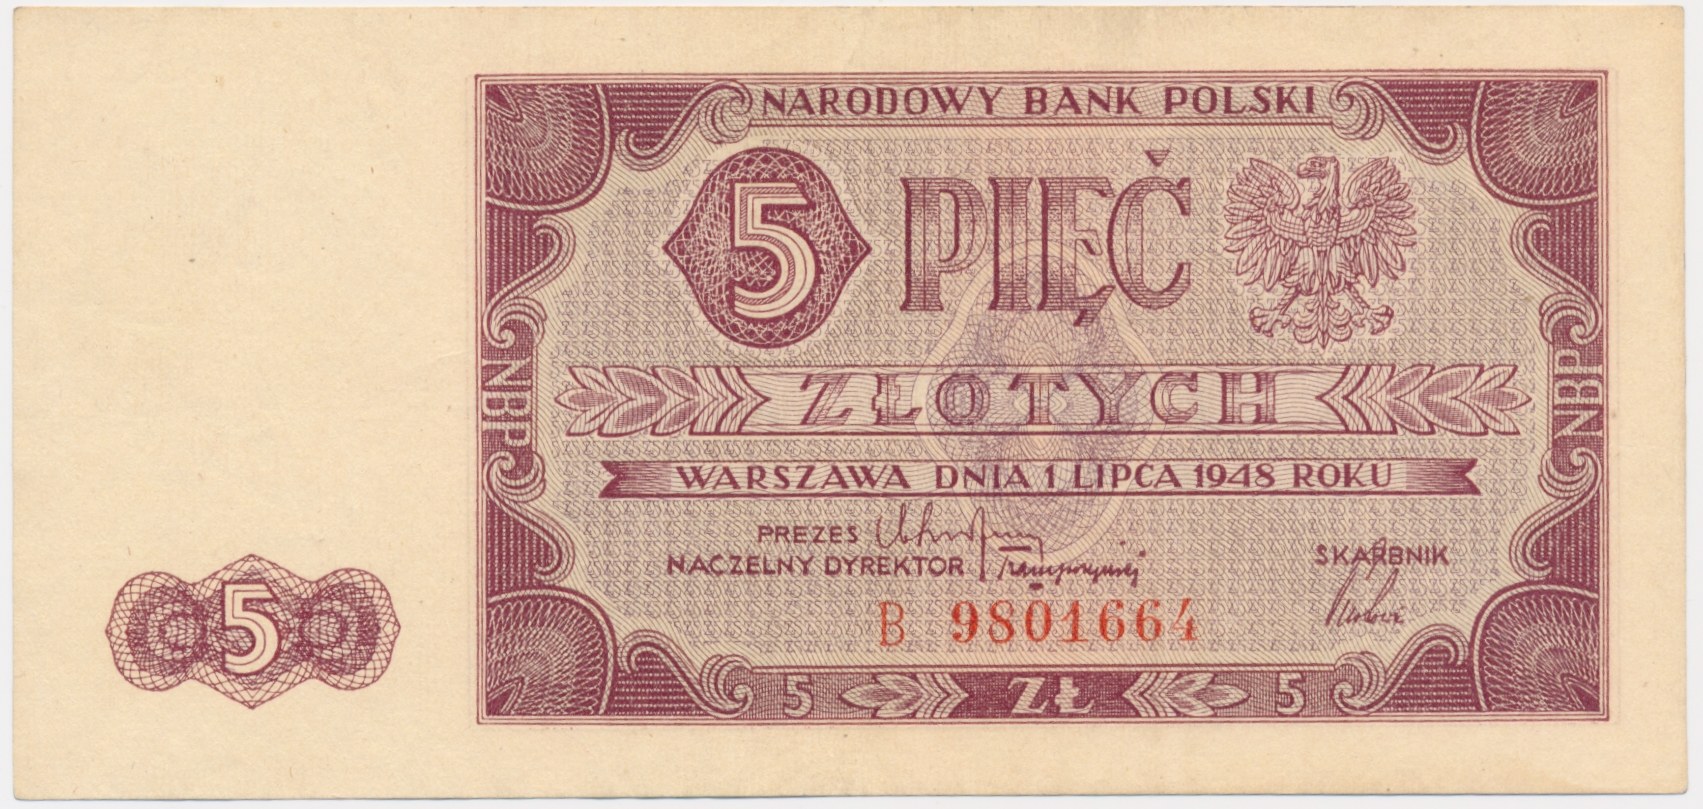 NARODOWY BANK POLSKI
5 PIĘĆ
ZŁOTYCH
NBP
NBP
WARSZAWA DNIA 1 LIPCA 1948 ROKU
PREZES
NACZELNY DYREKTOR
SKARBNIK
B 9801664
5
5 ZŁ 5